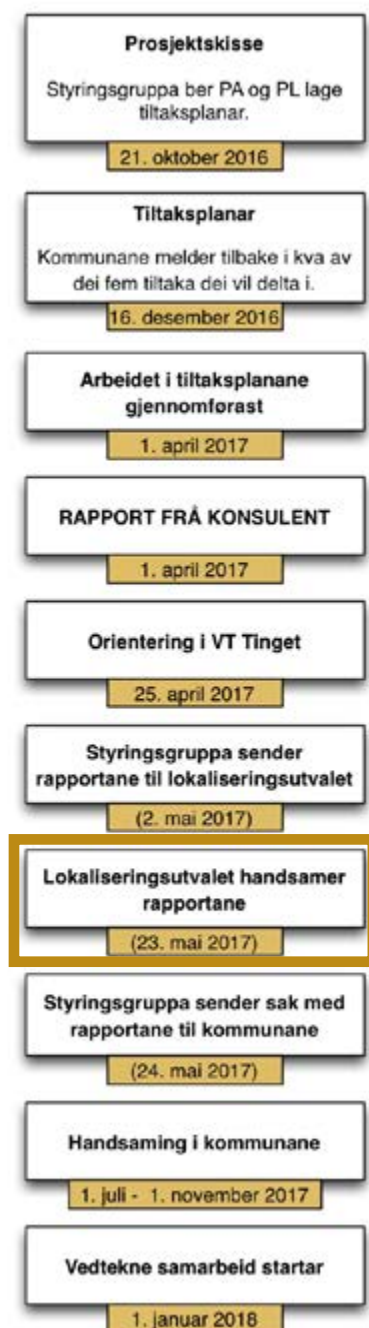 Prosjektskisse
Styringsgruppa ber PA og PL lage
tiltaksplanar.
21. oktober 2016
Tiltaksplanar
Kommunane melder tilbake i kva av
dei fem tiltaka dei vil delta i.
16. desember 2016
Arbeidet i tiltaksplanane
gjennomførast
1. april 2017
RAPPORT FRÅ KONSULENT
1. april 2017
Orientering i VT Tinget
25. april 2017
Styringsgruppa sender
rapportane til lokaliseringsutvalet
(2. mai 2017)
Lokaliseringsutvalet handsamer
rapportane
(23. mai 2017)
Styringsgruppa sender sak med
rapportane til kommunane
(24. mai 2017)
Handsaming i kommunane
1. juli - 1. november 2017
Vedtekne samarbeid startar
1. januar 2018